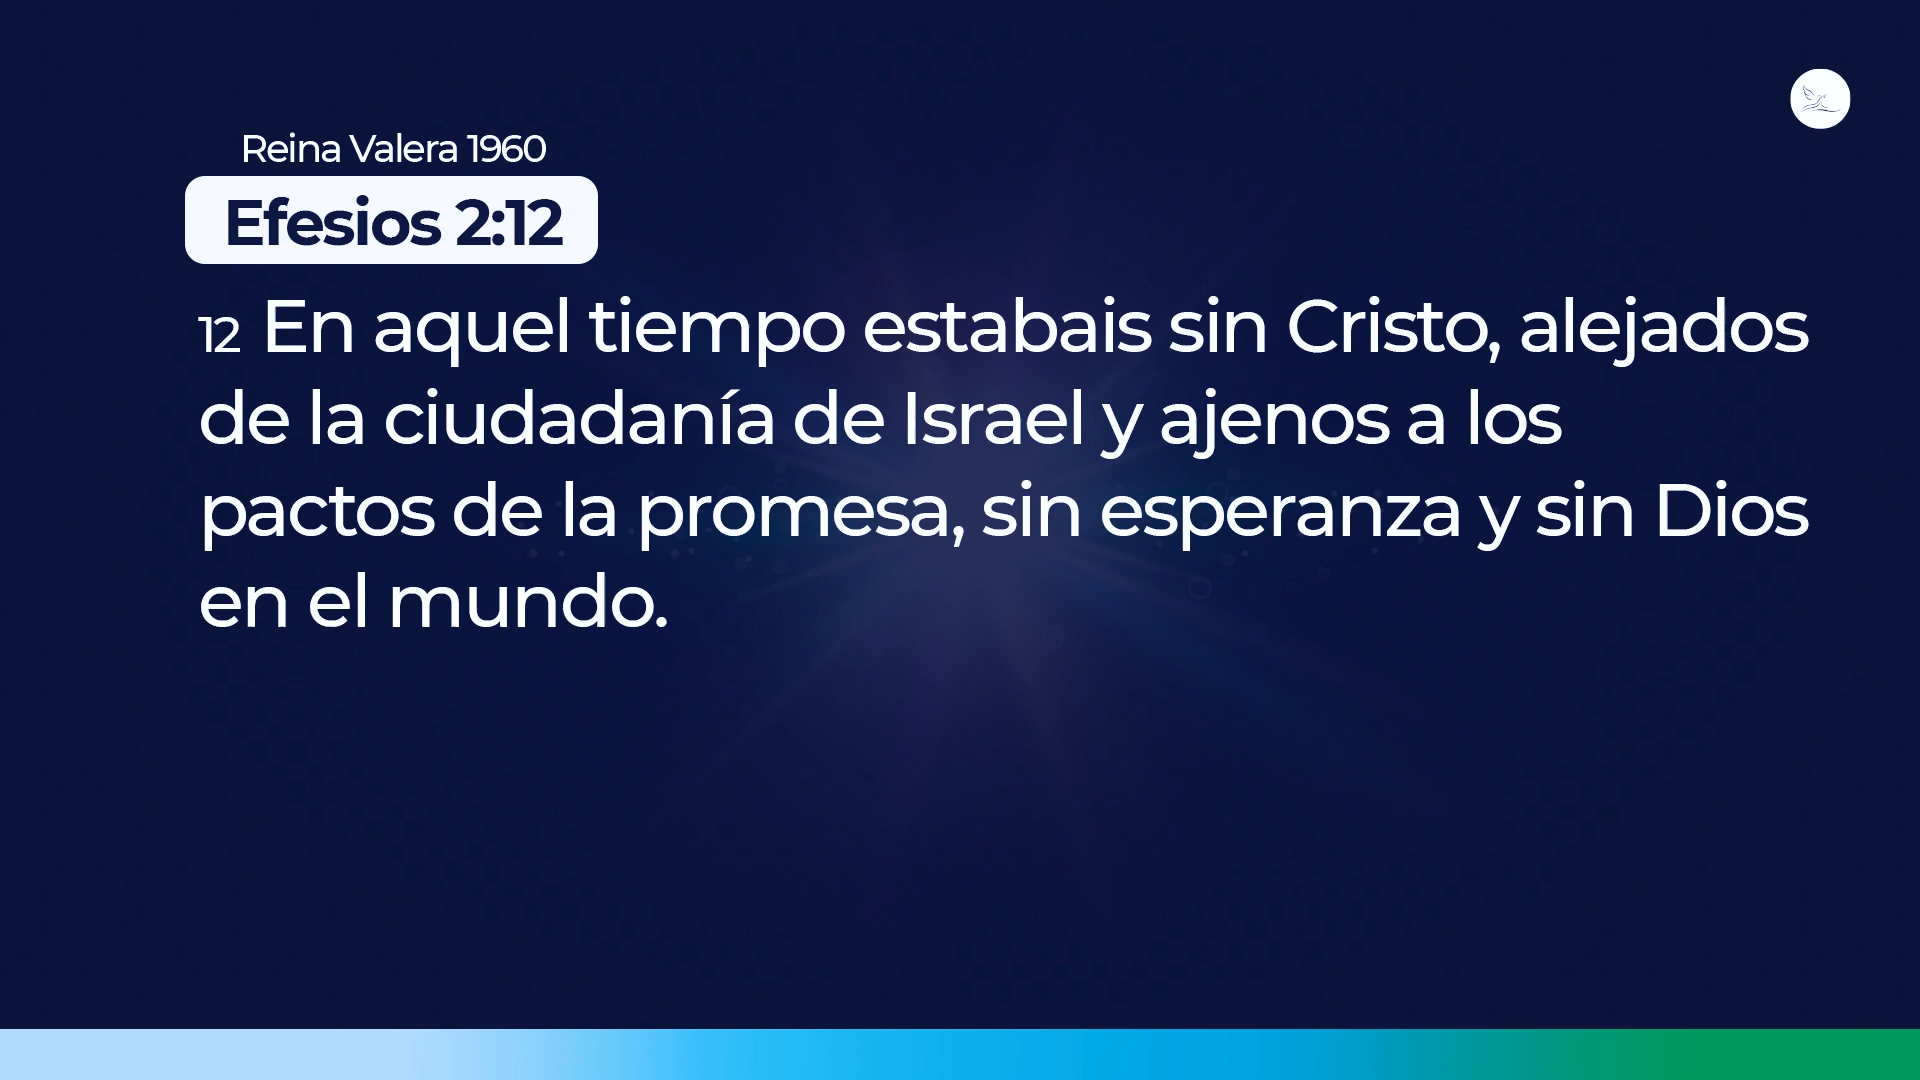 Reina Valera 1960
Efesios 2:12
12 En aquel tiempo estabais sin Cristo, alejados
de la ciudadanía de Israel y ajenos a los
pactos de la promesa, sin esperanza y sin Dios
en el mundo.